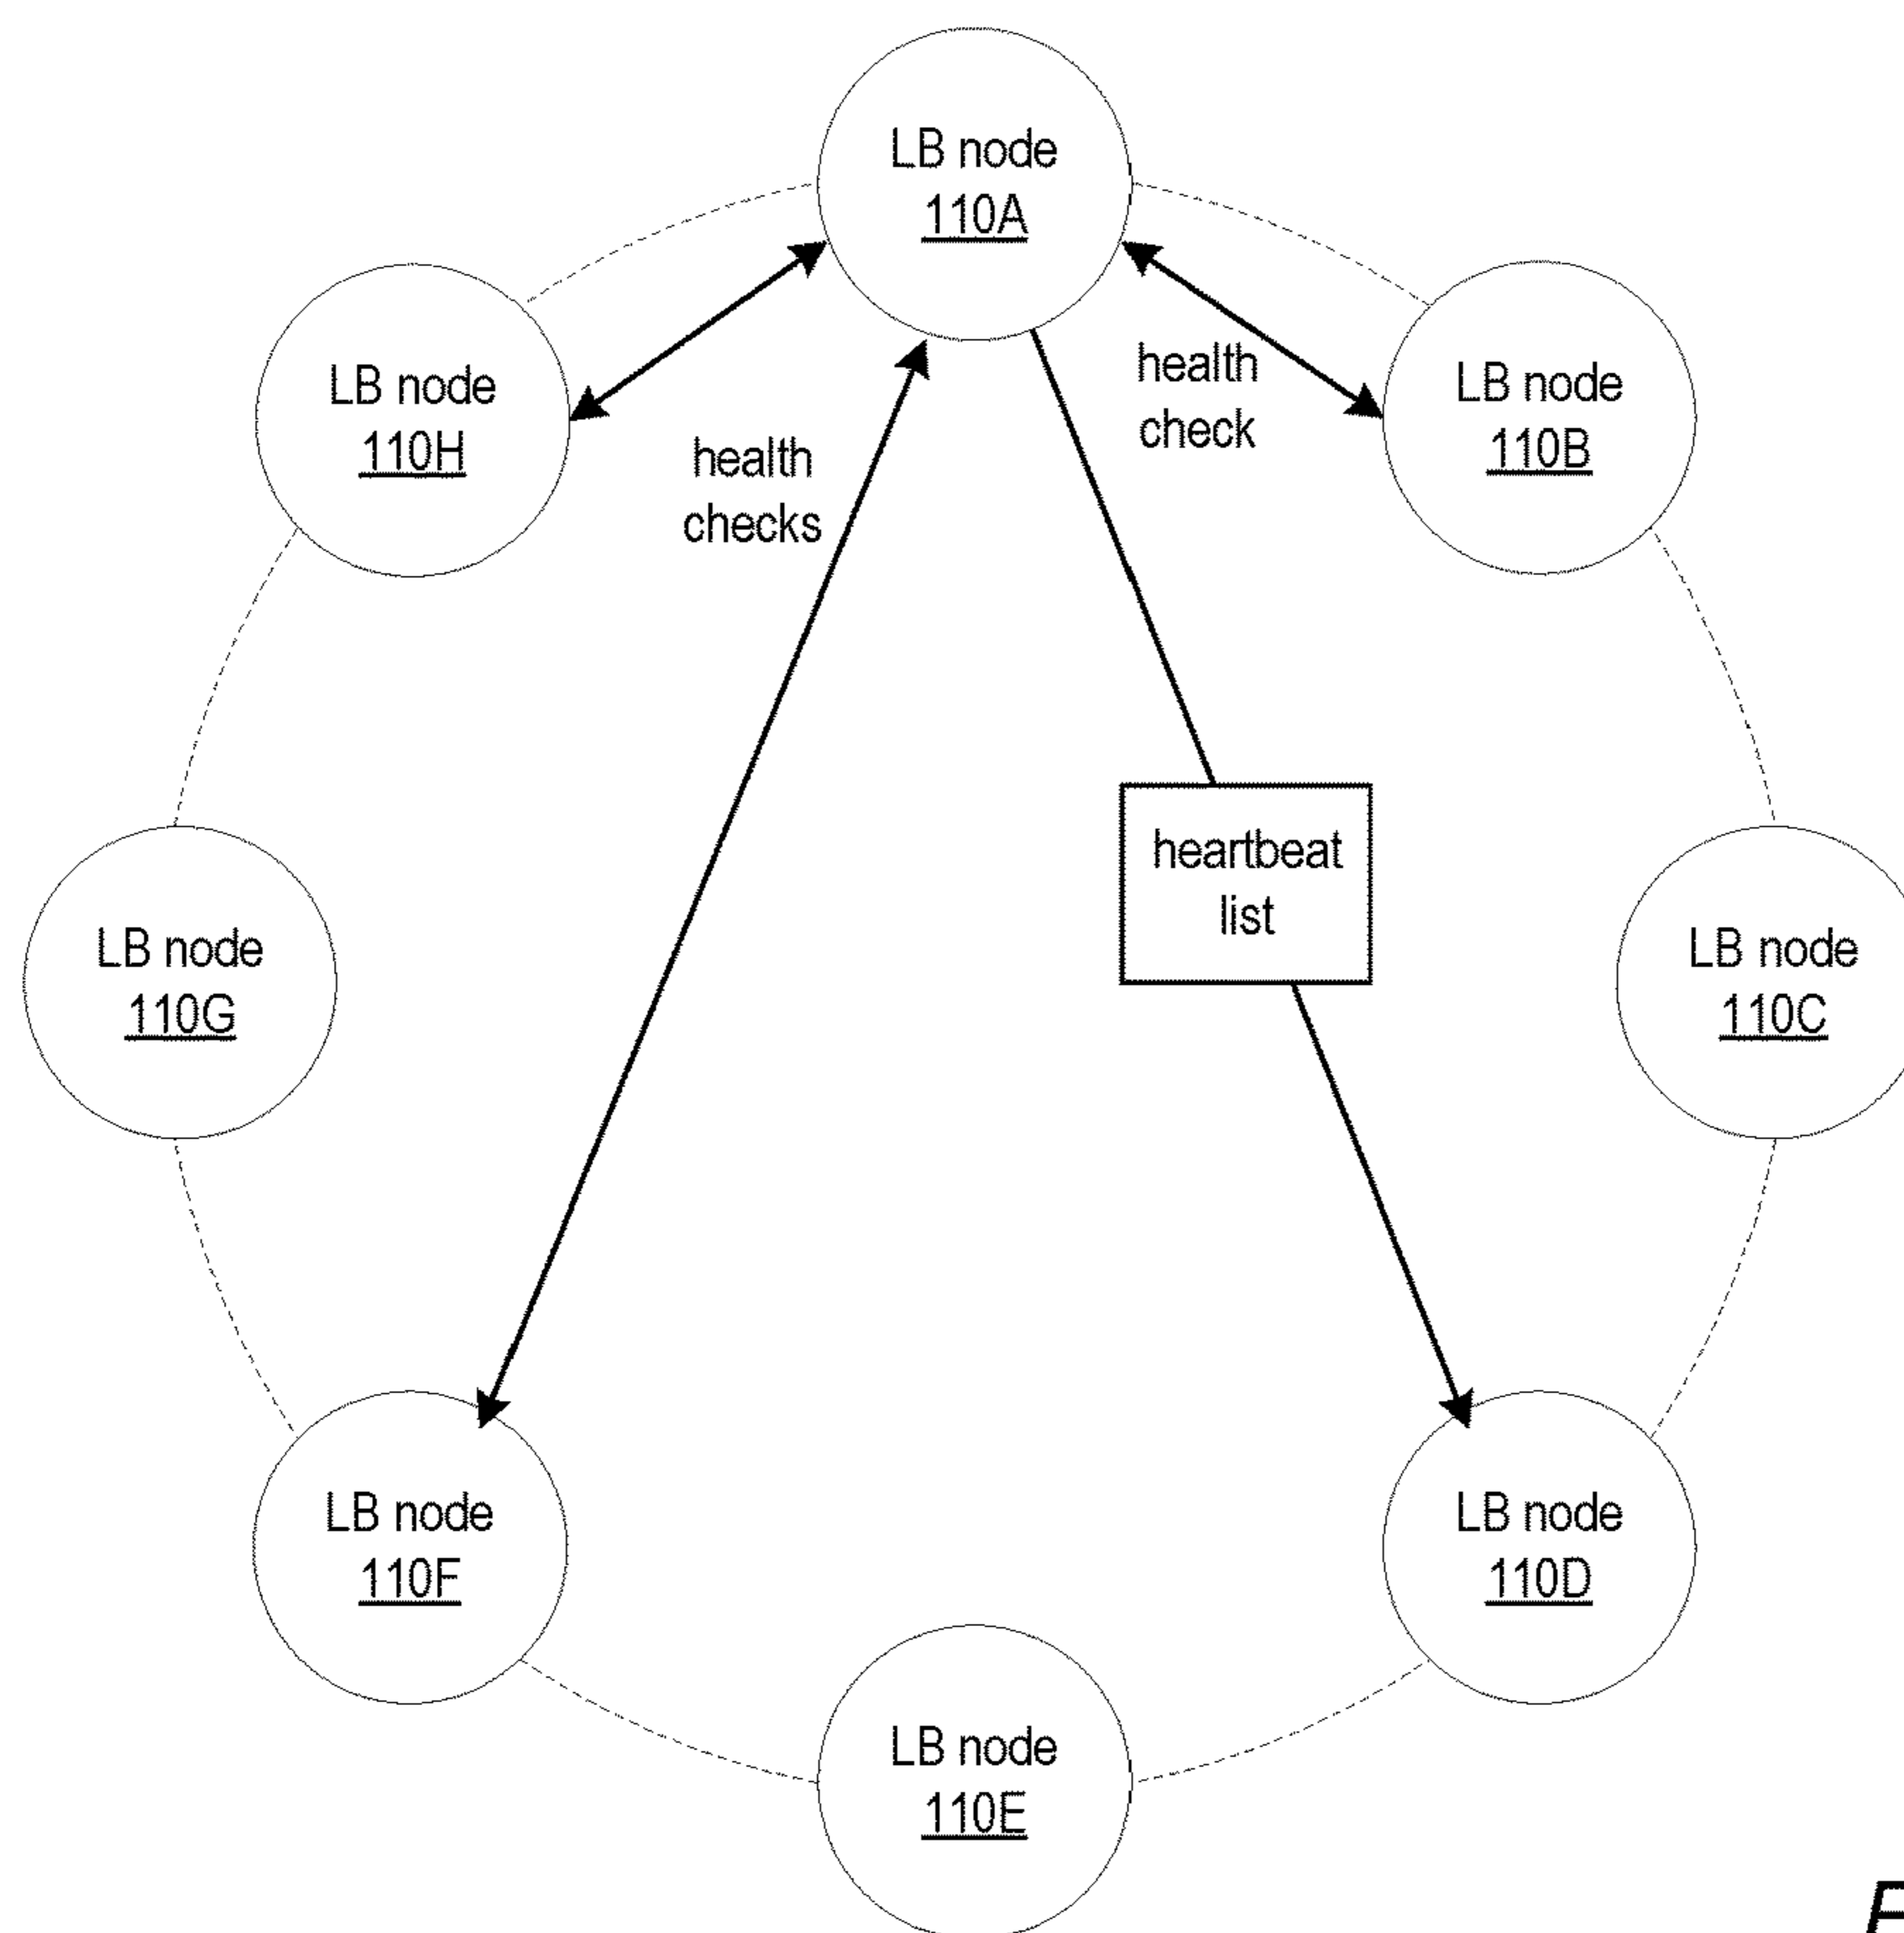 LB node
110A
LB node
110H
health
check
LB node
110B
health
checks
heartbeat
list
LB node
110G
LB node
110C
LB node
110F
LB node
110D
LB node
110E